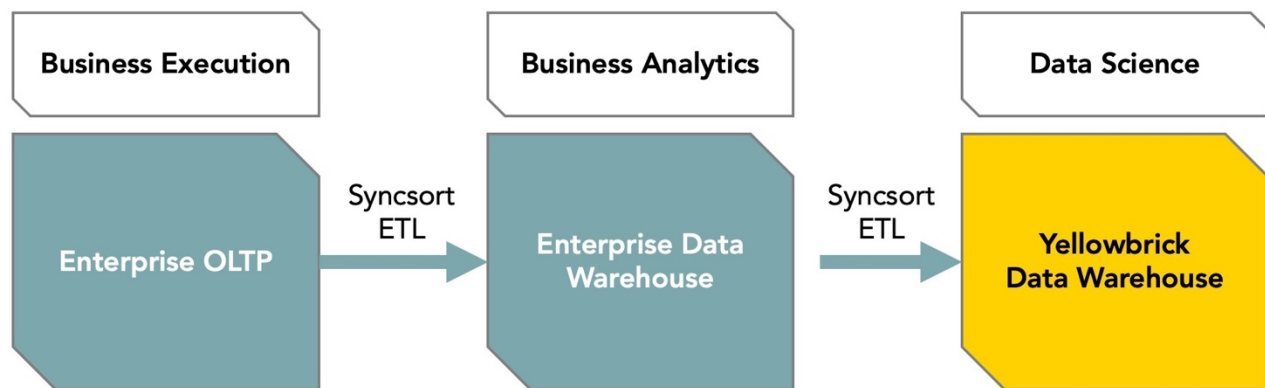 Business Execution
Business Analytics
Data Science
Enterprise OLTP
Syncsort
ETL
Enterprise Data
Warehouse
Syncsort
ETL
Yellowbrick
Data Warehouse